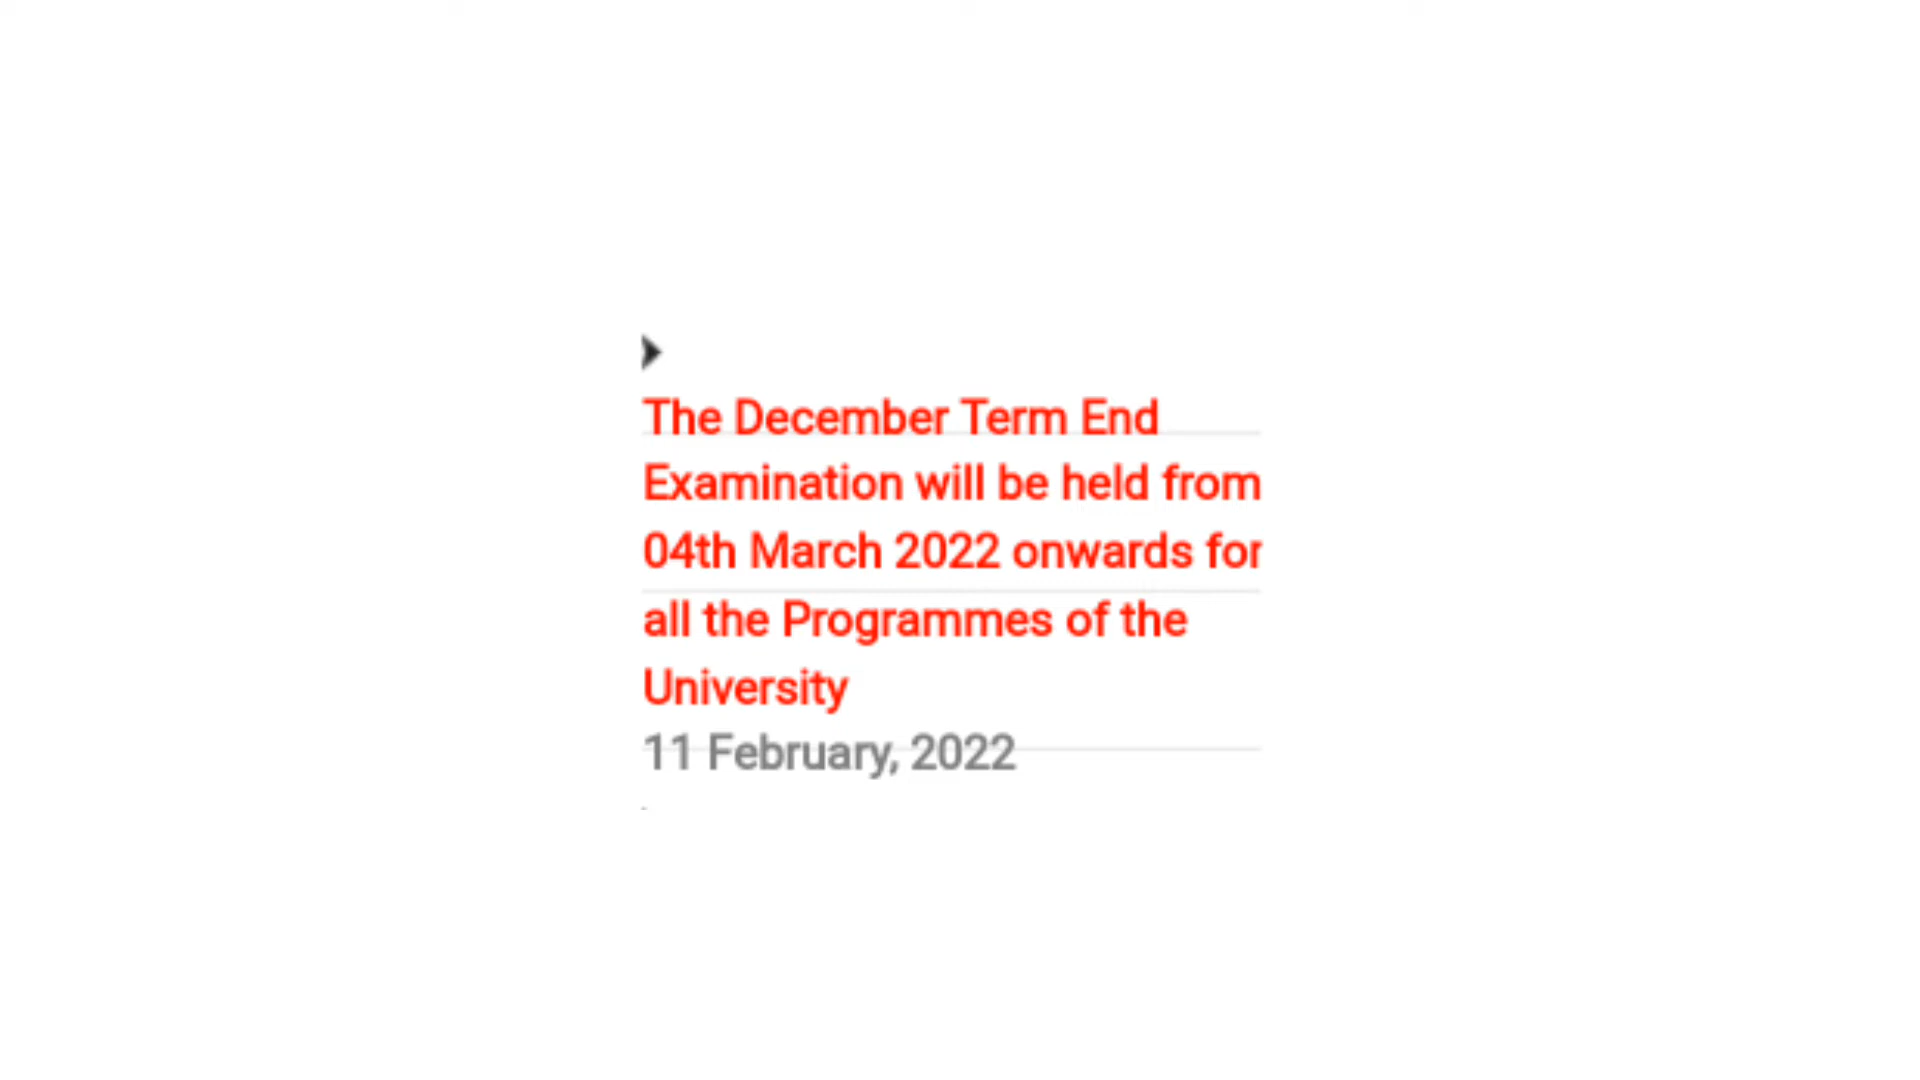 The December Term End
Examination will be held from
04th March 2022 onwards for
all the Programmes of the
University
11 February, 2022